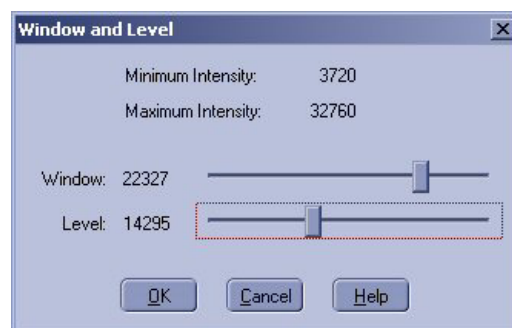 Window and Level
Minimum Intensity: 3720
Maximum Intensity: 32760
Window: 22327
Level: 14295
OK Cancel Help